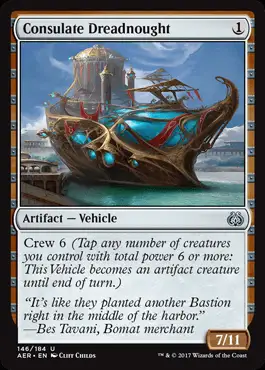 Consulate Dreadnought 1
Artifact — Vehicle
Crew 6 (Tap any number of creatures
you control with total power 6 or more:
This Vehicle becomes an artifact creature
until end of turn.)
“It’s like they planted another Bastion
right in the middle of the harbor.”
—Bes Tavani, Bomat merchant
7/11
146/184 U
AER • EN CLIFF CHILDS
™ & © 2017 Wizards of the Coast